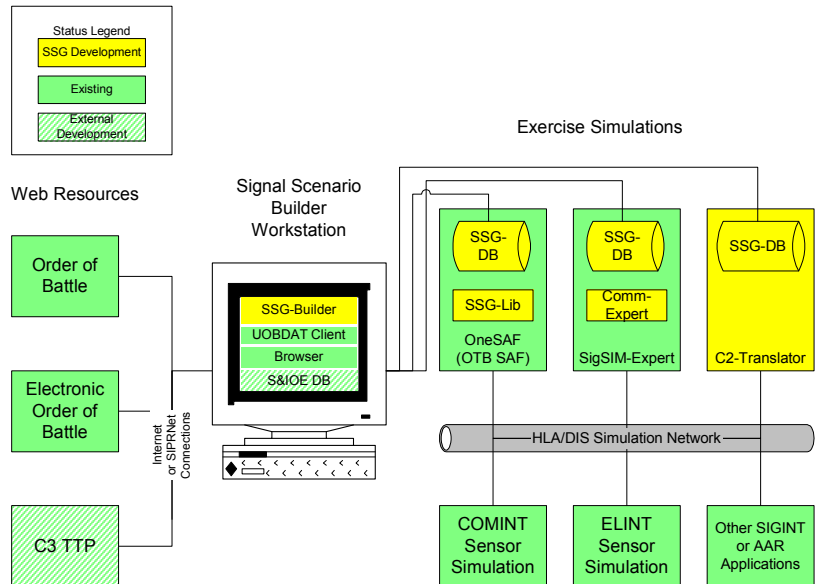 Status Legend
SSG Development
Existing
External
Development
Exercise Simulations
Web Resources
Signal Scenario
Builder
Workstation
Order of
Battle
Electronic
Order of
Battle
C3 TTP
Internet
or SIPRNet
Connections
SSG-Builder
UOBDAT Client
Browser
S&IOE DB
SSG-
DB
SSG-Lib
OneSAF
(OTB SAF)
SSG-
DB
Comm-
Expert
SigSIM-Expert
SSG-DB
C2-Translator
HLA/DIS Simulation Network
COMINT
Sensor
Simulation
ELINT
Sensor
Simulation
Other SIGINT
or AAR
Applications